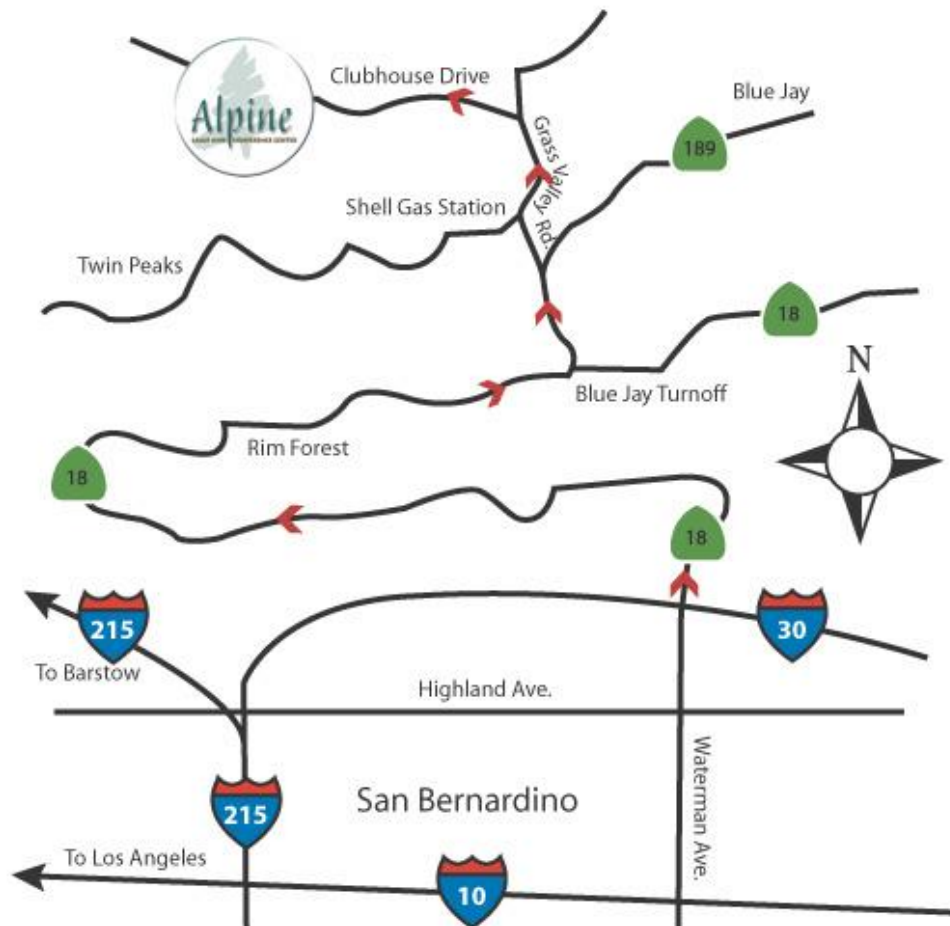 Alpine
Clubhouse Drive
Blue Jay
189
Grass Valley Rd.
Shell Gas Station
Twin Peaks
18
N
Blue Jay Turnoff
Rim Forest
18
18
215
30
To Barstow
Highland Ave.
Waterman Ave.
215
San Bernardino
To Los Angeles
10